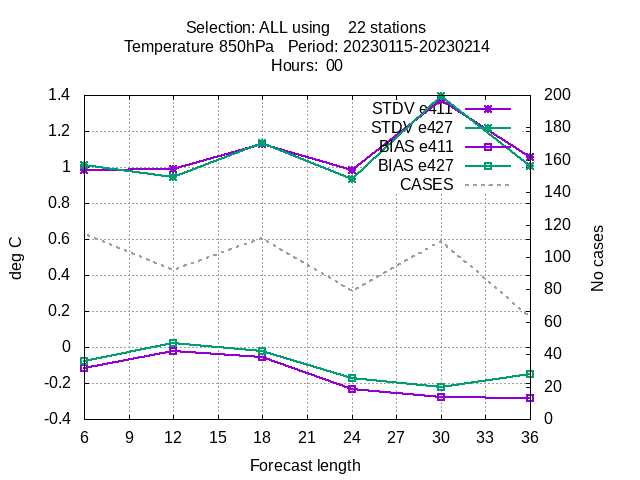 Selection: ALL using 22 stations
Temperature 850hPa Period: 20230115-20230214
Hours: 00
1.4 200
STDV e411
STDV e427
BIAS e411
BIAS e427
CASES
1.2 180
1 160
0.8 140
0.6 120
0.4 100
0.2 80
0 60
-0.2 40
-0.4 20
0
deg C
No cases
6 9 12 15 18 21 24 27 30 33 36
Forecast length